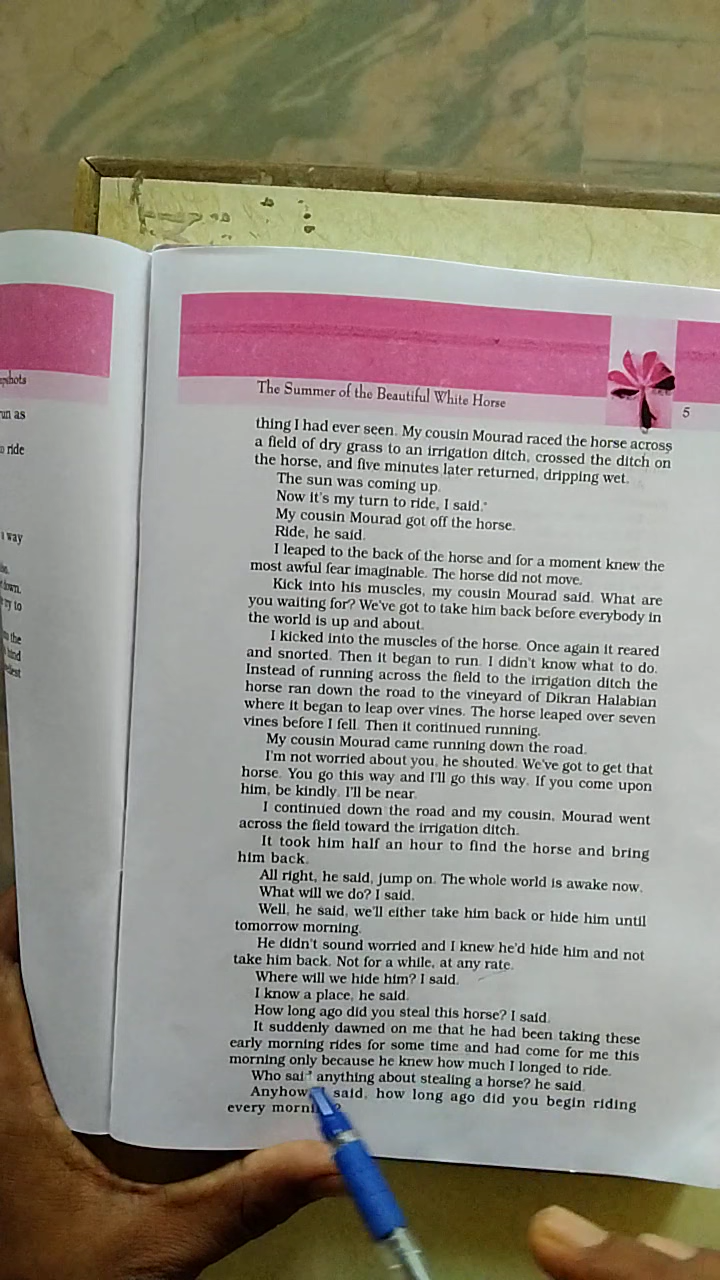 pshots
un as
o ride
a way
down.
try to
The Summer of the Beautiful White Horse
5
thing I had ever seen. My cousin Mourad raced the horse across
a field of dry grass to an irrigation ditch, crossed the ditch on
the horse, and five minutes later returned, dripping wet.
The sun was coming up.
Now it's my turn to ride, I said.
My cousin Mourad got off the horse.
Ride, he said.
I leaped to the back of the horse and for a moment knew the
most awful fear imaginable. The horse did not move.
Kick into his muscles, my cousin Mourad said. What are
you waiting for? We've got to take him back before everybody in
the world is up and about.
I kicked into the muscles of the horse. Once again it reared
and snorted. Then it began to run. I didn't know what to do.
Instead of running across the field to the irrigation ditch the
horse ran down the road to the vineyard of Dikran Halabian
where it began to leap over vines. The horse leaped over seven
vines before I fell. Then it continued running.
My cousin Mourad came running down the road.
I'm not worried about you, he shouted. We've got to get that
horse. You go this way and I'll go this way. If you come upon
him, be kindly. I'll be near.
I continued down the road and my cousin, Mourad went
across the field toward the irrigation ditch.
It took him half an hour to find the horse and bring
him back.
All right, he said, jump on. The whole world is awake now.
What will we do? I said.
Well, he said, we'll either take him back or hide him until
tomorrow morning.
He didn't sound worried and I knew he'd hide him and not
take him back. Not for a while, at any rate.
Where will we hide him? I said.
I know a place, he said.
How long ago did you steal this horse? I said.
It suddenly dawned on me that he had been taking these
early morning rides for some time and had come for me this
morning only because he knew how much I longed to ride.
Who said anything about stealing a horse? he said.
Anyhow, I said, how long ago did you begin riding
every morning?